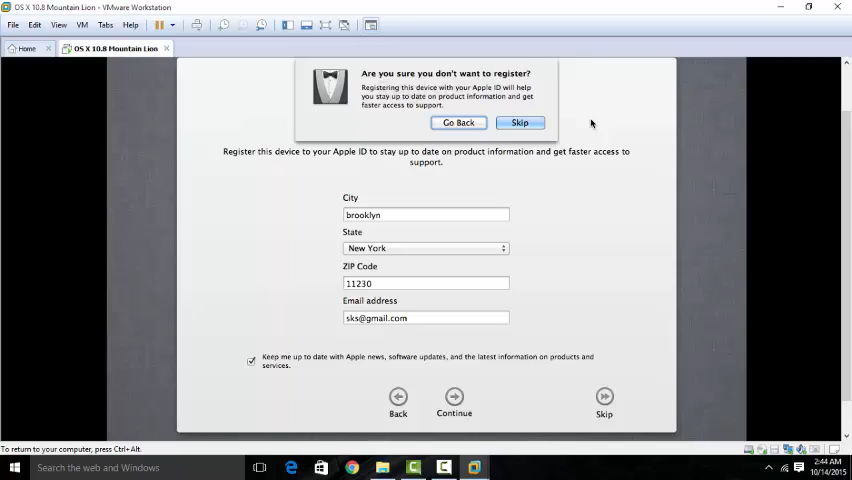 OS X 10.8 Mountain Lion - VMware Workstation
File Edit View VM Tabs Help
Home OS X 10.8 Mountain Lion
Are you sure you don't want to register?
Registering this device with your Apple ID will help
you stay up to date on product information and get
faster access to support.
Go Back Skip
Register this device to your Apple ID to stay up to date on product information and get faster access to
support.
City
brooklyn
State
New York
ZIP Code
11230
Email address
sks@gmail.com
Keep me up to date with Apple news, software updates, and the latest information on products and
services.
Back Continue Skip
To return to your computer, press Ctrl+Alt.
Search the web and Windows
2:44 AM
10/14/2015